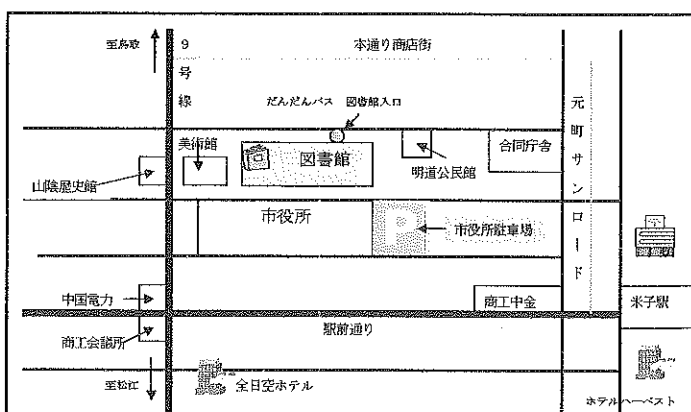 至鳥取
9号線
本通り商店街
だんだんバス 図書館入口
元町サンロード
美術館
図書館
合同庁舎
明道公民館
山陰歴史館
市役所
P
市役所駐車場
中国電力
商工中金
米子駅
商工会議所
駅前通り
至松江
全日空ホテル
ホテルハーベスト